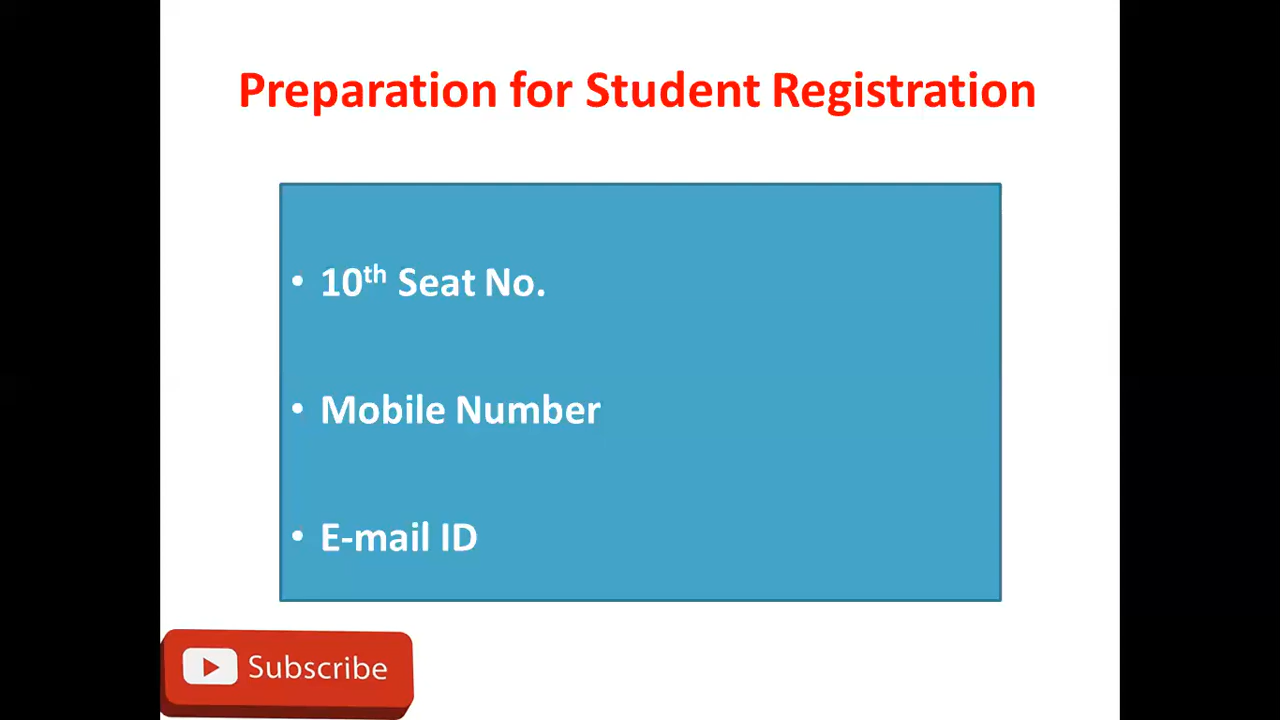 Preparation for Student Registration
• 10th Seat No.
• Mobile Number
• E-mail ID
Subscribe